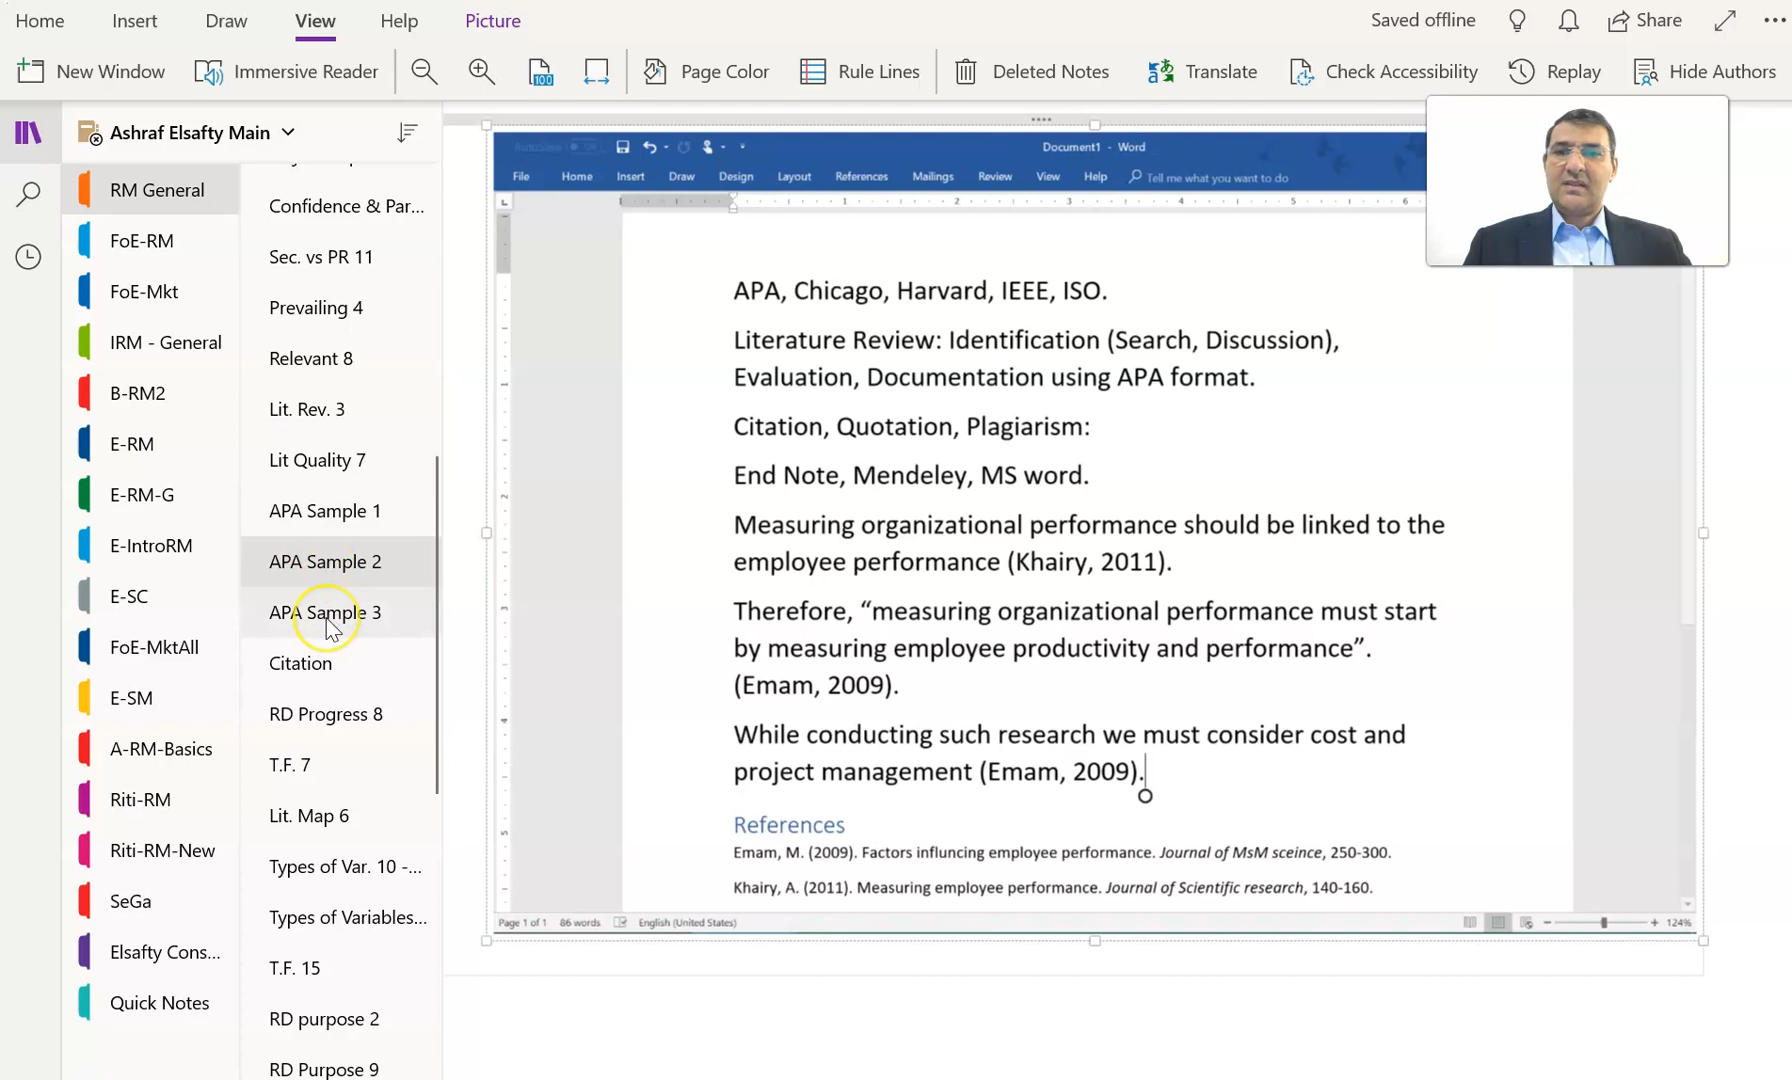 Home Insert Draw View Help Picture Saved offline Share
New Window Immersive Reader 100 Page Color Rule Lines Deleted Notes Translate Check Accessibility Replay Hide Authors
Ashraf Elsafty Main
RM General
FoE-RM
FoE-Mkt
IRM - General
B-RM2
E-RM
E-RM-G
E-IntroRM
E-SC
FoE-MktAll
E-SM
A-RM-Basics
Riti-RM
Riti-RM-New
SeGa
Elsafty Cons...
Quick Notes
Confidence & Par...
Sec. vs PR 11
Prevailing 4
Relevant 8
Lit. Rev. 3
Lit Quality 7
APA Sample 1
APA Sample 2
APA Sample 3
Citation
RD Progress 8
T.F. 7
Lit. Map 6
Types of Var. 10 -...
Types of Variables...
T.F. 15
RD purpose 2
RD Purpose 9
Document1 - Word
File Home Insert Draw Design Layout References Mailings Review View Help Tell me what you want to do
1 1 2 3 4 5 6
APA, Chicago, Harvard, IEEE, ISO.
Literature Review: Identification (Search, Discussion),
Evaluation, Documentation using APA format.
Citation, Quotation, Plagiarism:
End Note, Mendeley, MS word.
Measuring organizational performance should be linked to the
employee performance (Khairy, 2011).
Therefore, “measuring organizational performance must start
by measuring employee productivity and performance”.
(Emam, 2009).
While conducting such research we must consider cost and
project management (Emam, 2009).
References
Emam, M. (2009). Factors influncing employee performance. Journal of MsM sceince, 250-300.
Khairy, A. (2011). Measuring employee performance. Journal of Scientific research, 140-160.
Page 1 of 1 86 words English (United States) 124%